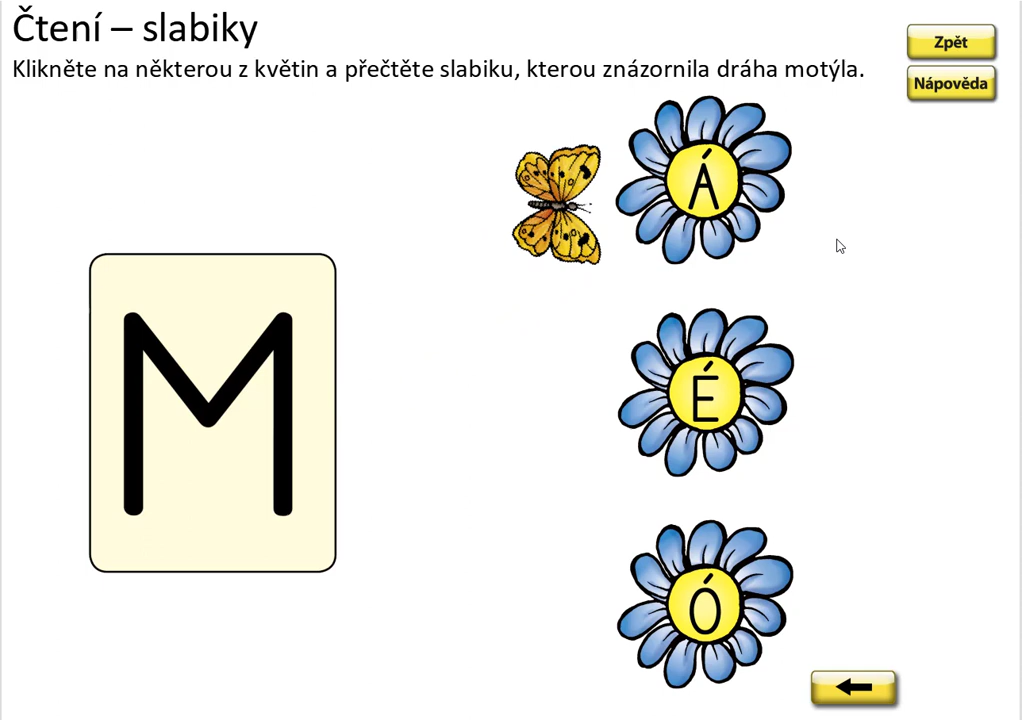 Čtení – slabiky
Klikněte na některou z květin a přečtěte slabiku, kterou znázornila dráha motýla.
Zpět
Nápověda
Á
M
É
Ó